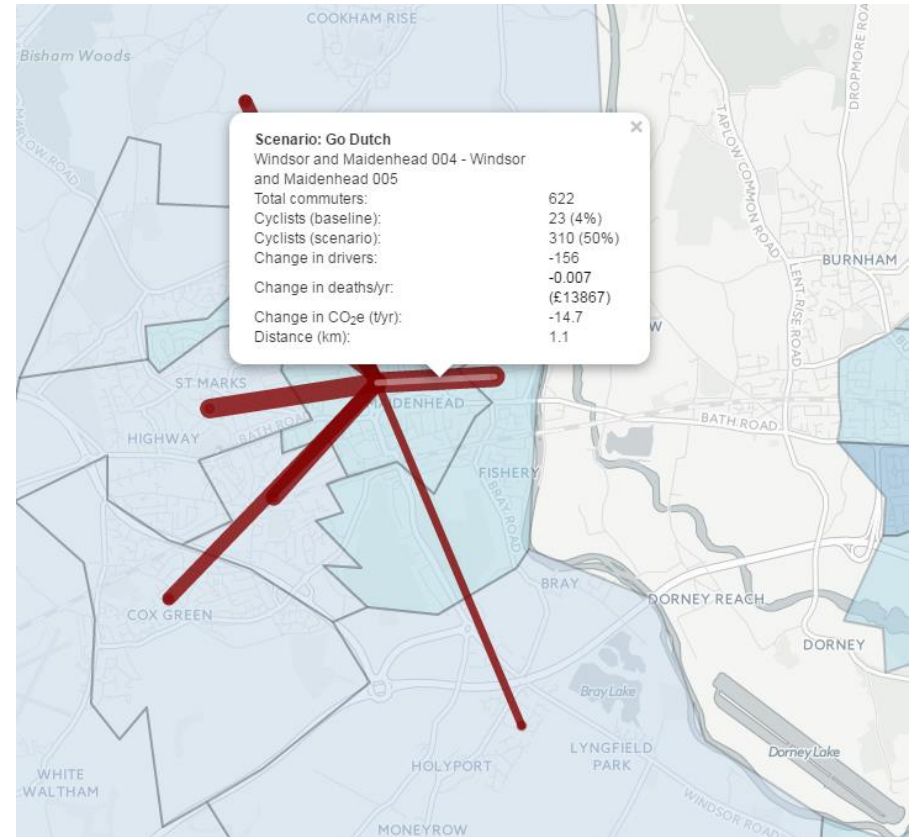 COOKHAM RISE
Bisham Woods
MARLOW ROAD
DROPMORE ROA
TAPLOW COMMON ROAD
×
Scenario: Go Dutch
Windsor and Maidenhead 004 - Windsor
and Maidenhead 005
Total commuters: 622
Cyclists (baseline): 23 (4%)
Cyclists (scenario): 310 (50%)
Change in drivers: -156
Change in deaths/yr: -0.007
(£13867)
Change in CO2e (t/yr): -14.7
Distance (km): 1.1
BURNHAM
LENT RISE ROAD
W
ST MARKS
MAIDENHEAD
HIGHWAY
BATH ROAD
BATH ROAD
FISHERY
BRAY ROAD
BRAY
DORNEY REACH
COX GREEN
DORNEY
Bray Lake
LYNGFIELD
PARK
Dorney Lake
HOLYPORT
WHITE
WALTHAM
WINDSOR ROAD
MONEYROW